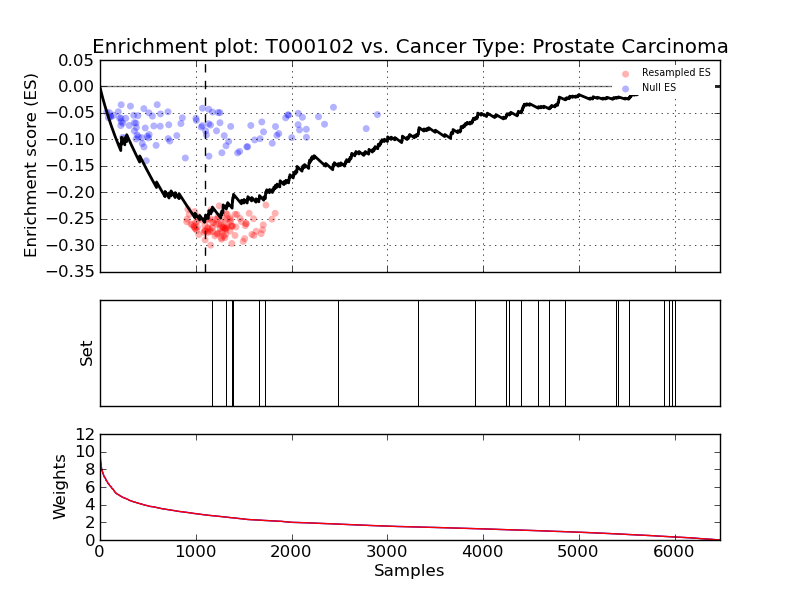 Enrichment plot: T000102 vs. Cancer Type: Prostate Carcinoma
0.05
0.00
−0.05
−0.10
−0.15
−0.20
−0.25
−0.30
−0.35
Enrichment score (ES)
Resampled ES
Null ES
Set
12
10
8
6
4
2
0
Weights
0 1000 2000 3000 4000 5000 6000
Samples